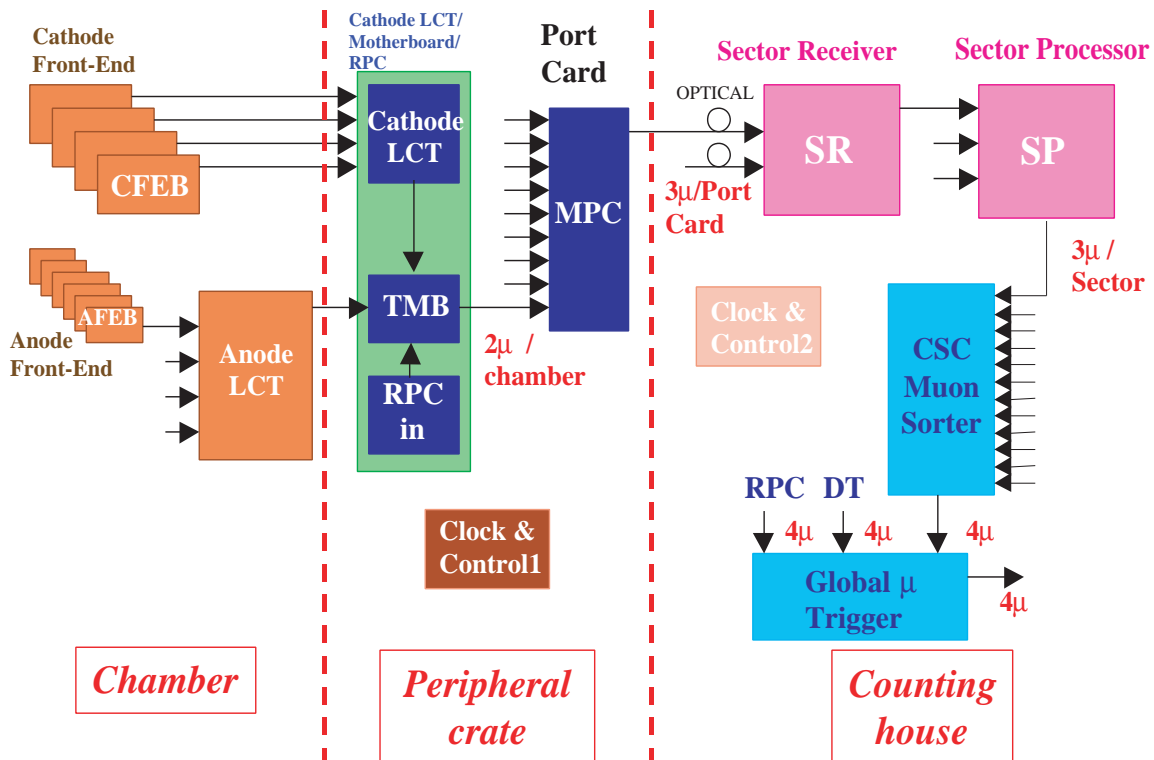 Cathode
Front-End
CFEB
AFEB
Anode
Front-End
Anode
LCT
Chamber
Cathode LCT/
Motherboard/
RPC
Cathode
LCT
TMB
RPC
in
Port
Card
MPC
2μ /
chamber
Clock &
Control1
Peripheral
crate
Sector Receiver
OPTICAL
SR
3μ/Port
Card
Sector Processor
SP
3μ /
Sector
Clock &
Control2
CSC
Muon
Sorter
RPC DT
4μ 4μ 4μ
Global μ
Trigger
4μ
Counting
house